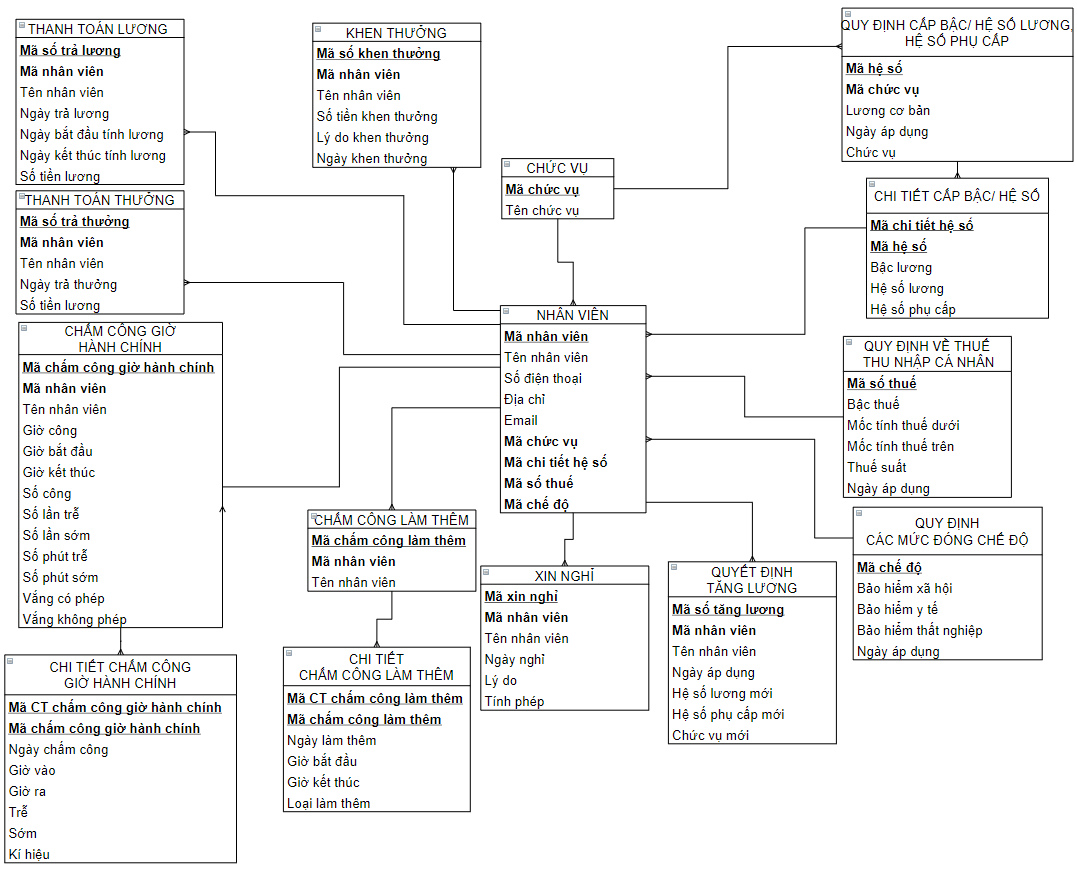 THANH TOÁN LƯƠNG
Mã số trả lương
Mã nhân viên
Tên nhân viên
Ngày trả lương
Ngày bắt đầu tính lương
Ngày kết thúc tính lương
Số tiền lương
THANH TOÁN THƯỞNG
Mã số trả thưởng
Mã nhân viên
Tên nhân viên
Ngày trả thưởng
Số tiền lương
CHẤM CÔNG GIỜ
HÀNH CHÍNH
Mã chấm công giờ hành chính
Mã nhân viên
Tên nhân viên
Giờ công
Giờ bắt đầu
Giờ kết thúc
Số công
Số lần trễ
Số lần sớm
Số phút trễ
Số phút sớm
Vắng có phép
Vắng không phép
CHI TIẾT CHẤM CÔNG
GIỜ HÀNH CHÍNH
Mã CT chấm công giờ hành chính
Mã chấm công giờ hành chính
Ngày chấm công
Giờ vào
Giờ ra
Trễ
Sớm
Kí hiệu
KHEN THƯỞNG
Mã số khen thưởng
Mã nhân viên
Tên nhân viên
Số tiền khen thưởng
Lý do khen thưởng
Ngày khen thưởng
CHỨC VỤ
Mã chức vụ
Tên chức vụ
NHÂN VIÊN
Mã nhân viên
Tên nhân viên
Số điện thoại
Địa chỉ
Email
Mã chức vụ
Mã chi tiết hệ số
Mã số thuế
Mã chế độ
CHẤM CÔNG LÀM THÊM
Mã chấm công làm thêm
Mã nhân viên
Tên nhân viên
CHI TIẾT
CHẤM CÔNG LÀM THÊM
Mã CT chấm công làm thêm
Mã chấm công làm thêm
Ngày làm thêm
Giờ bắt đầu
Giờ kết thúc
Loại làm thêm
XIN NGHỈ
Mã xin nghỉ
Mã nhân viên
Tên nhân viên
Ngày nghỉ
Lý do
Tính phép
QUYẾT ĐỊNH
TĂNG LƯƠNG
Mã số tăng lương
Mã nhân viên
Tên nhân viên
Ngày áp dụng
Hệ số lương mới
Hệ số phụ cấp mới
Chức vụ mới
QUY ĐỊNH CẤP BẬC/ HỆ SỐ LƯƠNG,
HỆ SỐ PHỤ CẤP
Mã hệ số
Mã chức vụ
Lương cơ bản
Ngày áp dụng
Chức vụ
CHI TIẾT CẤP BẬC/ HỆ SỐ
Mã chi tiết hệ số
Mã hệ số
Bậc lương
Hệ số lương
Hệ số phụ cấp
QUY ĐỊNH VỀ THUẾ
THU NHẬP CÁ NHÂN
Mã số thuế
Bậc thuế
Mốc tính thuế dưới
Mốc tính thuế trên
Thuế suất
Ngày áp dụng
QUY ĐỊNH
CÁC MỨC ĐÓNG CHẾ ĐỘ
Mã chế độ
Bảo hiểm xã hội
Bảo hiểm y tế
Bảo hiểm thất nghiệp
Ngày áp dụng